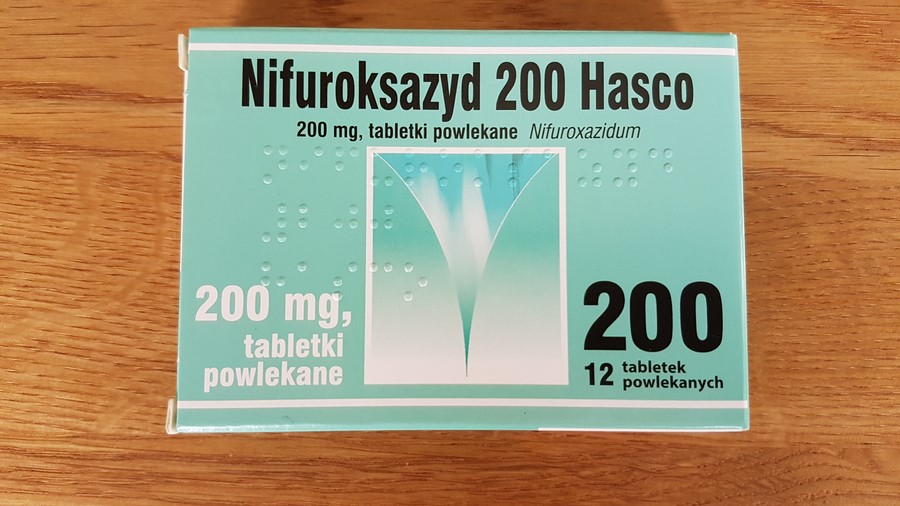 Nifuroksazyd 200 Hasco
200 mg, tabletki powlekane Nifuroxazidum
200 mg,
tabletki
powlekane
200
12 tabletek
powlekanych